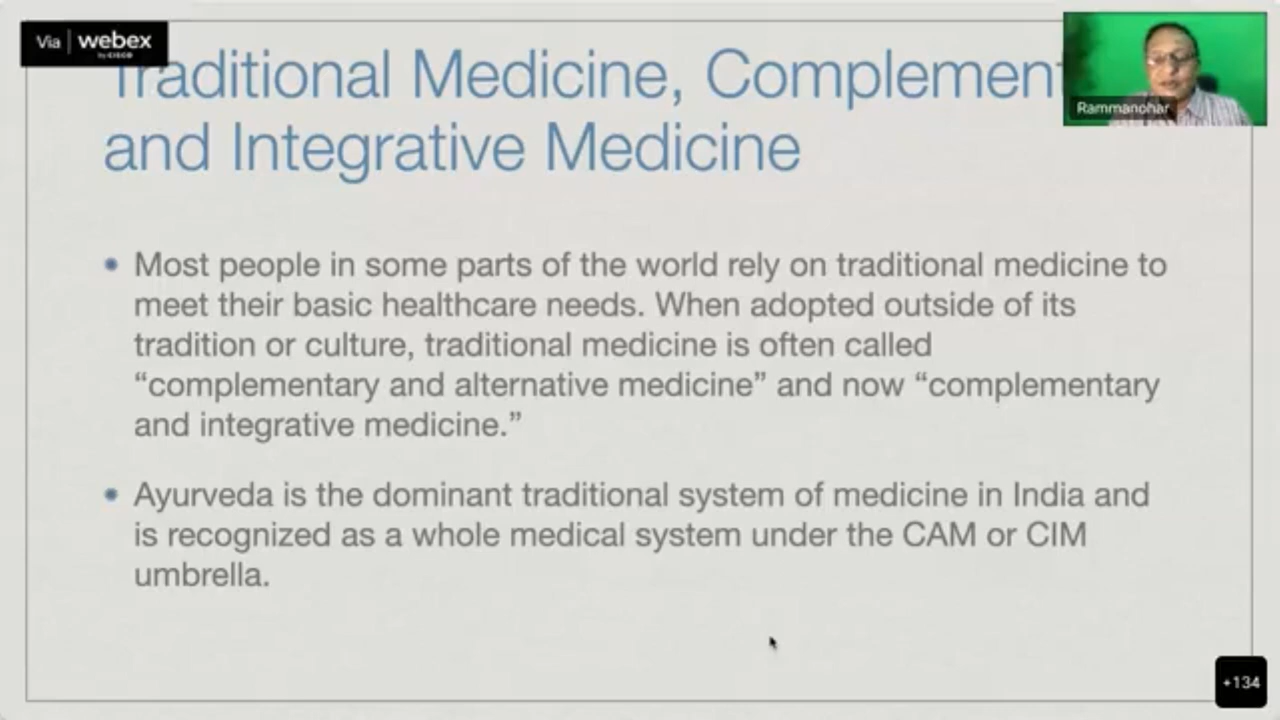 Via webex
by CISCO
Traditional Medicine, Complement
and Integrative Medicine
Rammanohar
• Most people in some parts of the world rely on traditional medicine to
meet their basic healthcare needs. When adopted outside of its
tradition or culture, traditional medicine is often called
“complementary and alternative medicine” and now “complementary
and integrative medicine.”
• Ayurveda is the dominant traditional system of medicine in India and
is recognized as a whole medical system under the CAM or CIM
umbrella.
+134